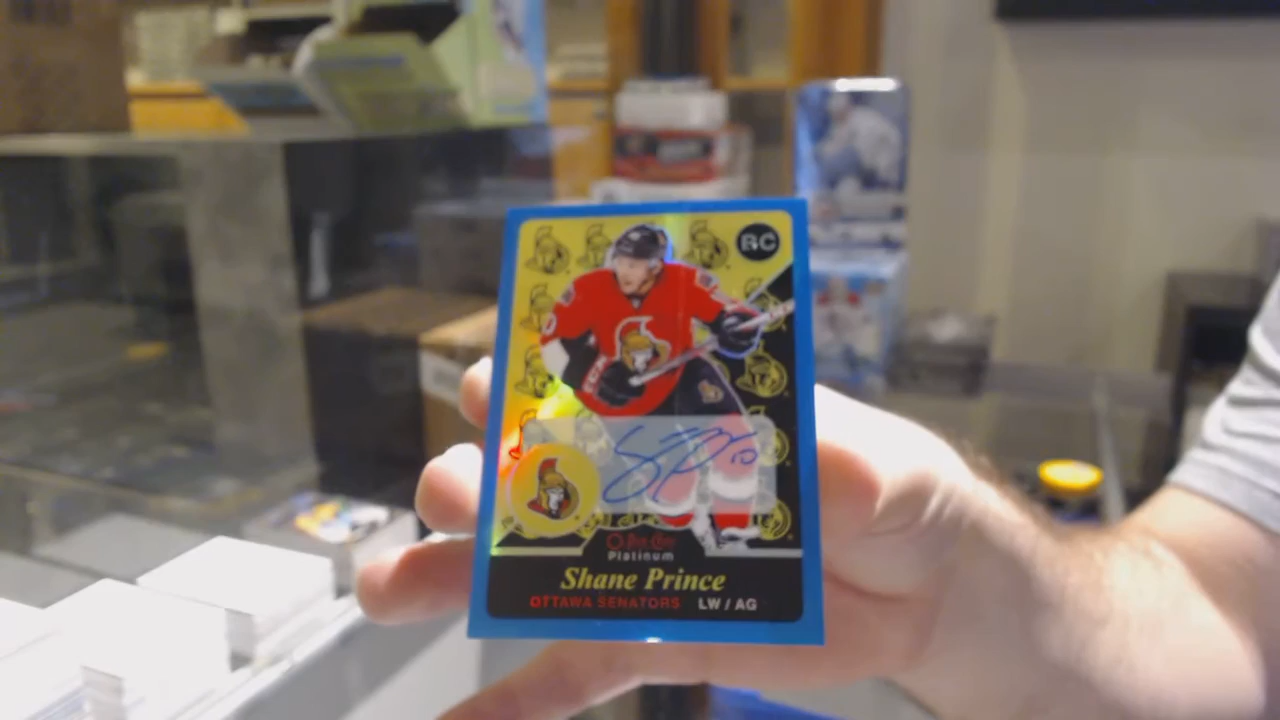 RC
O-Pee-Chee
Platinum
Shane Prince
OTTAWA SENATORS LW / AG